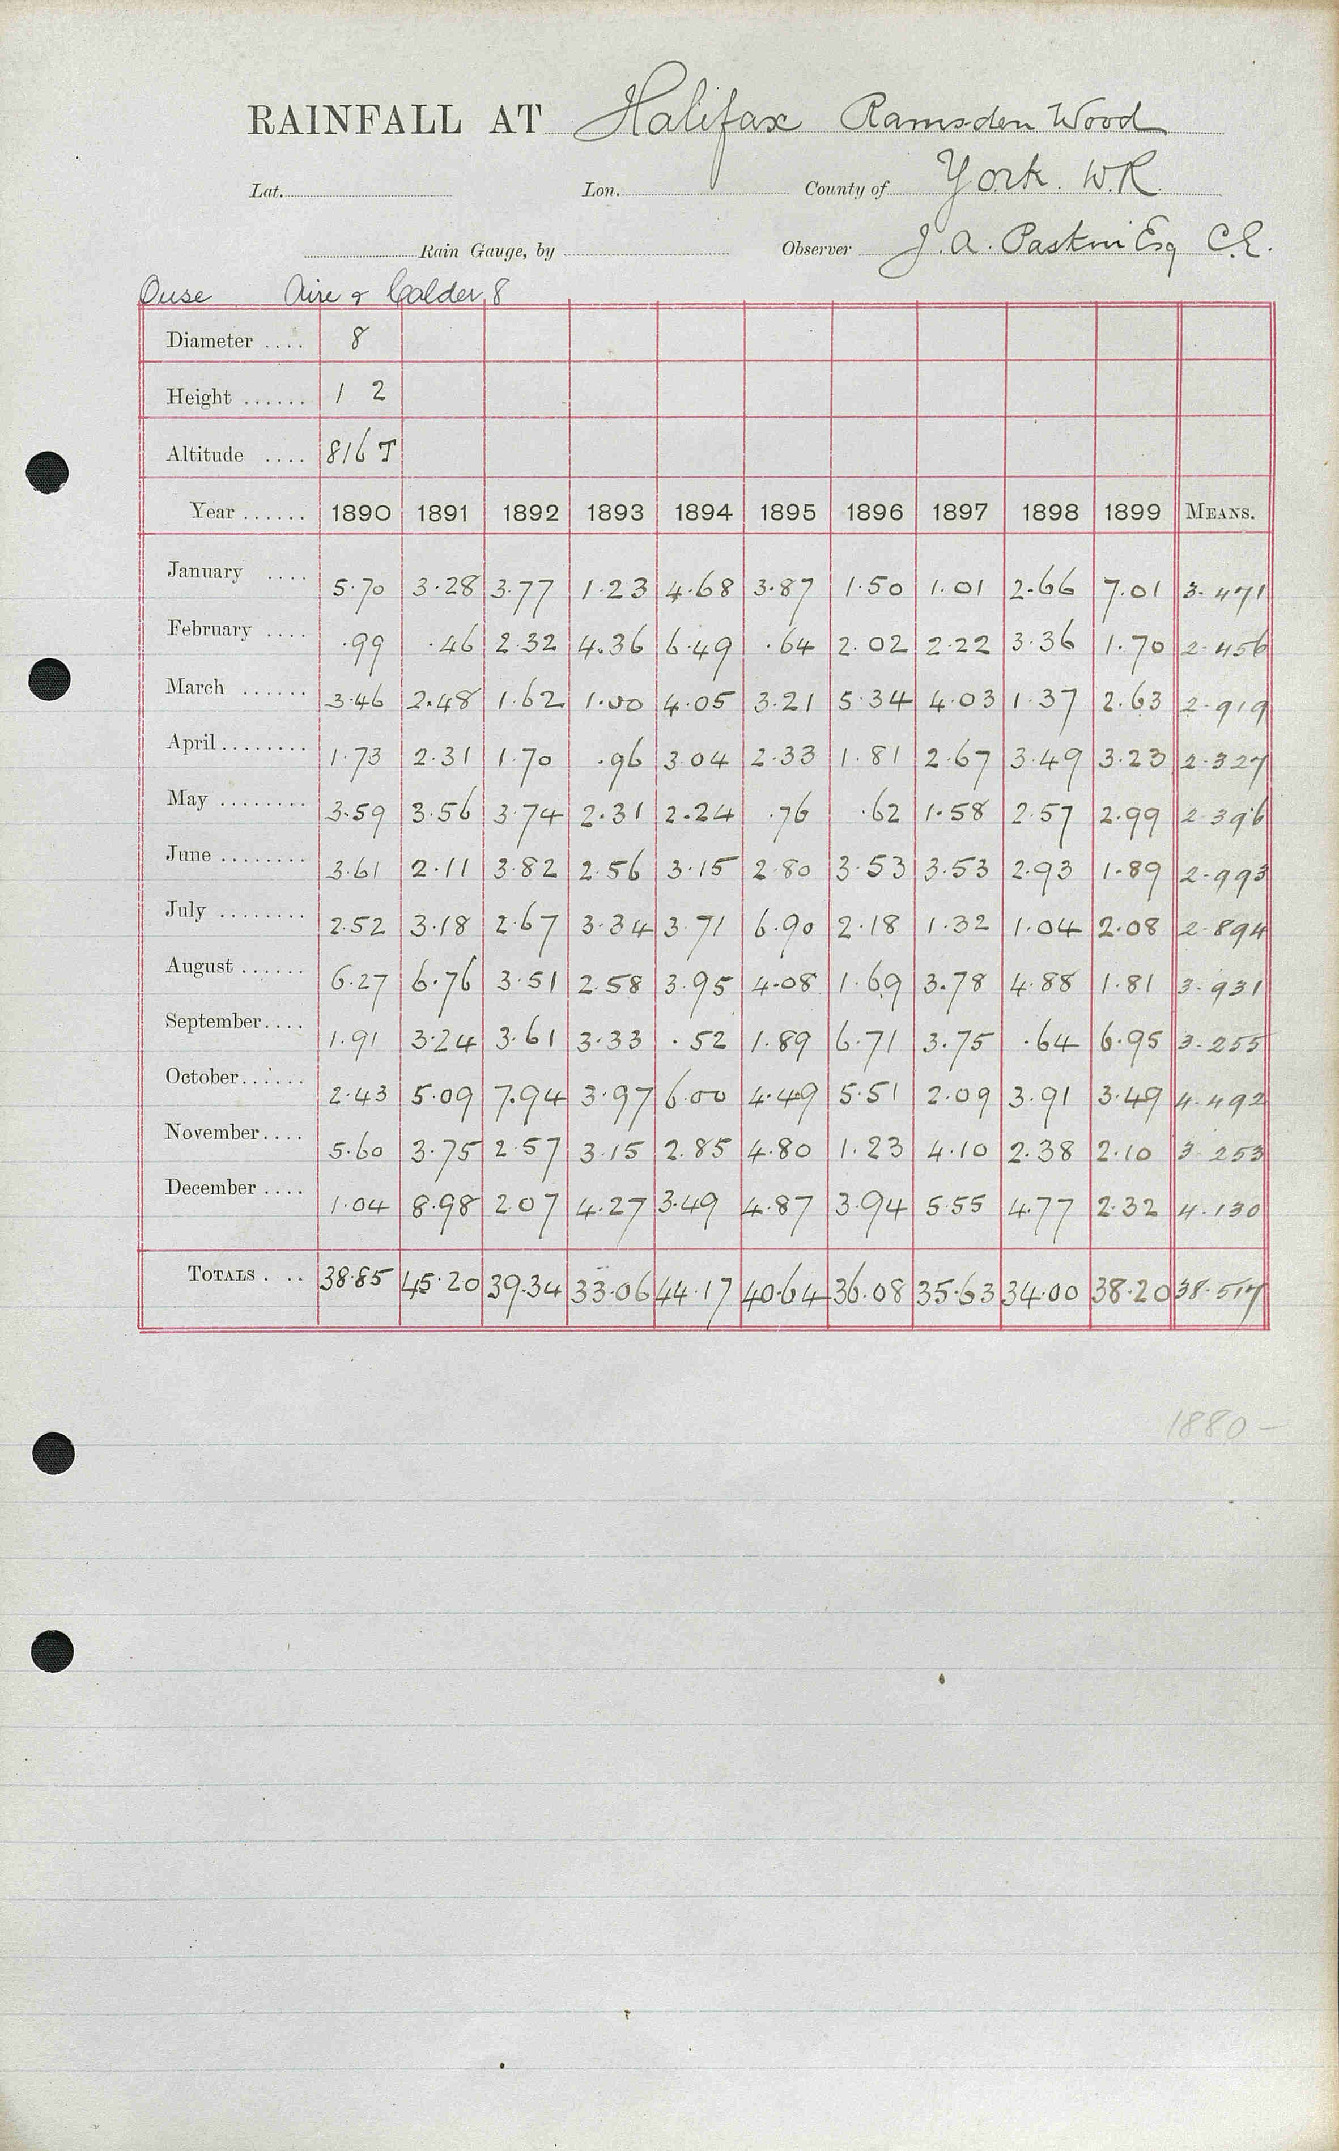 RAINFALL AT Halifax Ramsden Wood
Lat. Lon. County of York. W.R.
Rain Gauge, by Observer J. A. Paskin Esq C.E.
Ouse Aire & Calder, 8
Diameter .... 8
Height ...... 1 2
Altitude .... 816 T
Year ...... 1890 1891 1892 1893 1894 1895 1896 1897 1898 1899 MEANS.
January .... 5.70 3.28 3.77 1.23 4.68 3.87 1.50 1.01 2.66 7.01 3.471
February .... .99 .46 2.32 4.36 6.49 .64 2.02 2.22 3.36 1.70 2.456
March ...... 3.46 2.48 1.62 1.00 4.05 3.21 5.34 4.03 1.37 2.63 2.919
April ........ 1.73 2.31 1.70 .96 3.04 2.33 1.81 2.67 3.49 3.23 2.327
May ........ 3.59 3.56 3.74 2.31 2.24 .76 .62 1.58 2.57 2.99 2.396
June ........ 3.61 2.11 3.82 2.56 3.15 2.80 3.53 3.53 2.93 1.89 2.993
July ........ 2.52 3.18 2.67 3.34 3.71 6.90 2.18 1.32 1.04 2.08 2.894
August ...... 6.27 6.76 3.51 2.58 3.95 4.08 1.69 3.78 4.88 1.81 3.931
September .... 1.91 3.24 3.61 3.33 .52 1.89 6.71 3.75 .64 6.95 3.255
October ...... 2.43 5.09 7.94 3.97 6.00 4.49 5.51 2.09 3.91 3.49 4.492
November .... 5.60 3.75 2.57 3.15 2.85 4.80 1.23 4.10 2.38 2.10 3.253
December .... 1.04 8.98 2.07 4.27 3.49 4.87 3.94 5.55 4.77 2.32 4.130
TOTALS . .. 38.85 45.20 39.34 33.06 44.17 40.64 36.08 35.63 34.00 38.20 38.517
1880-